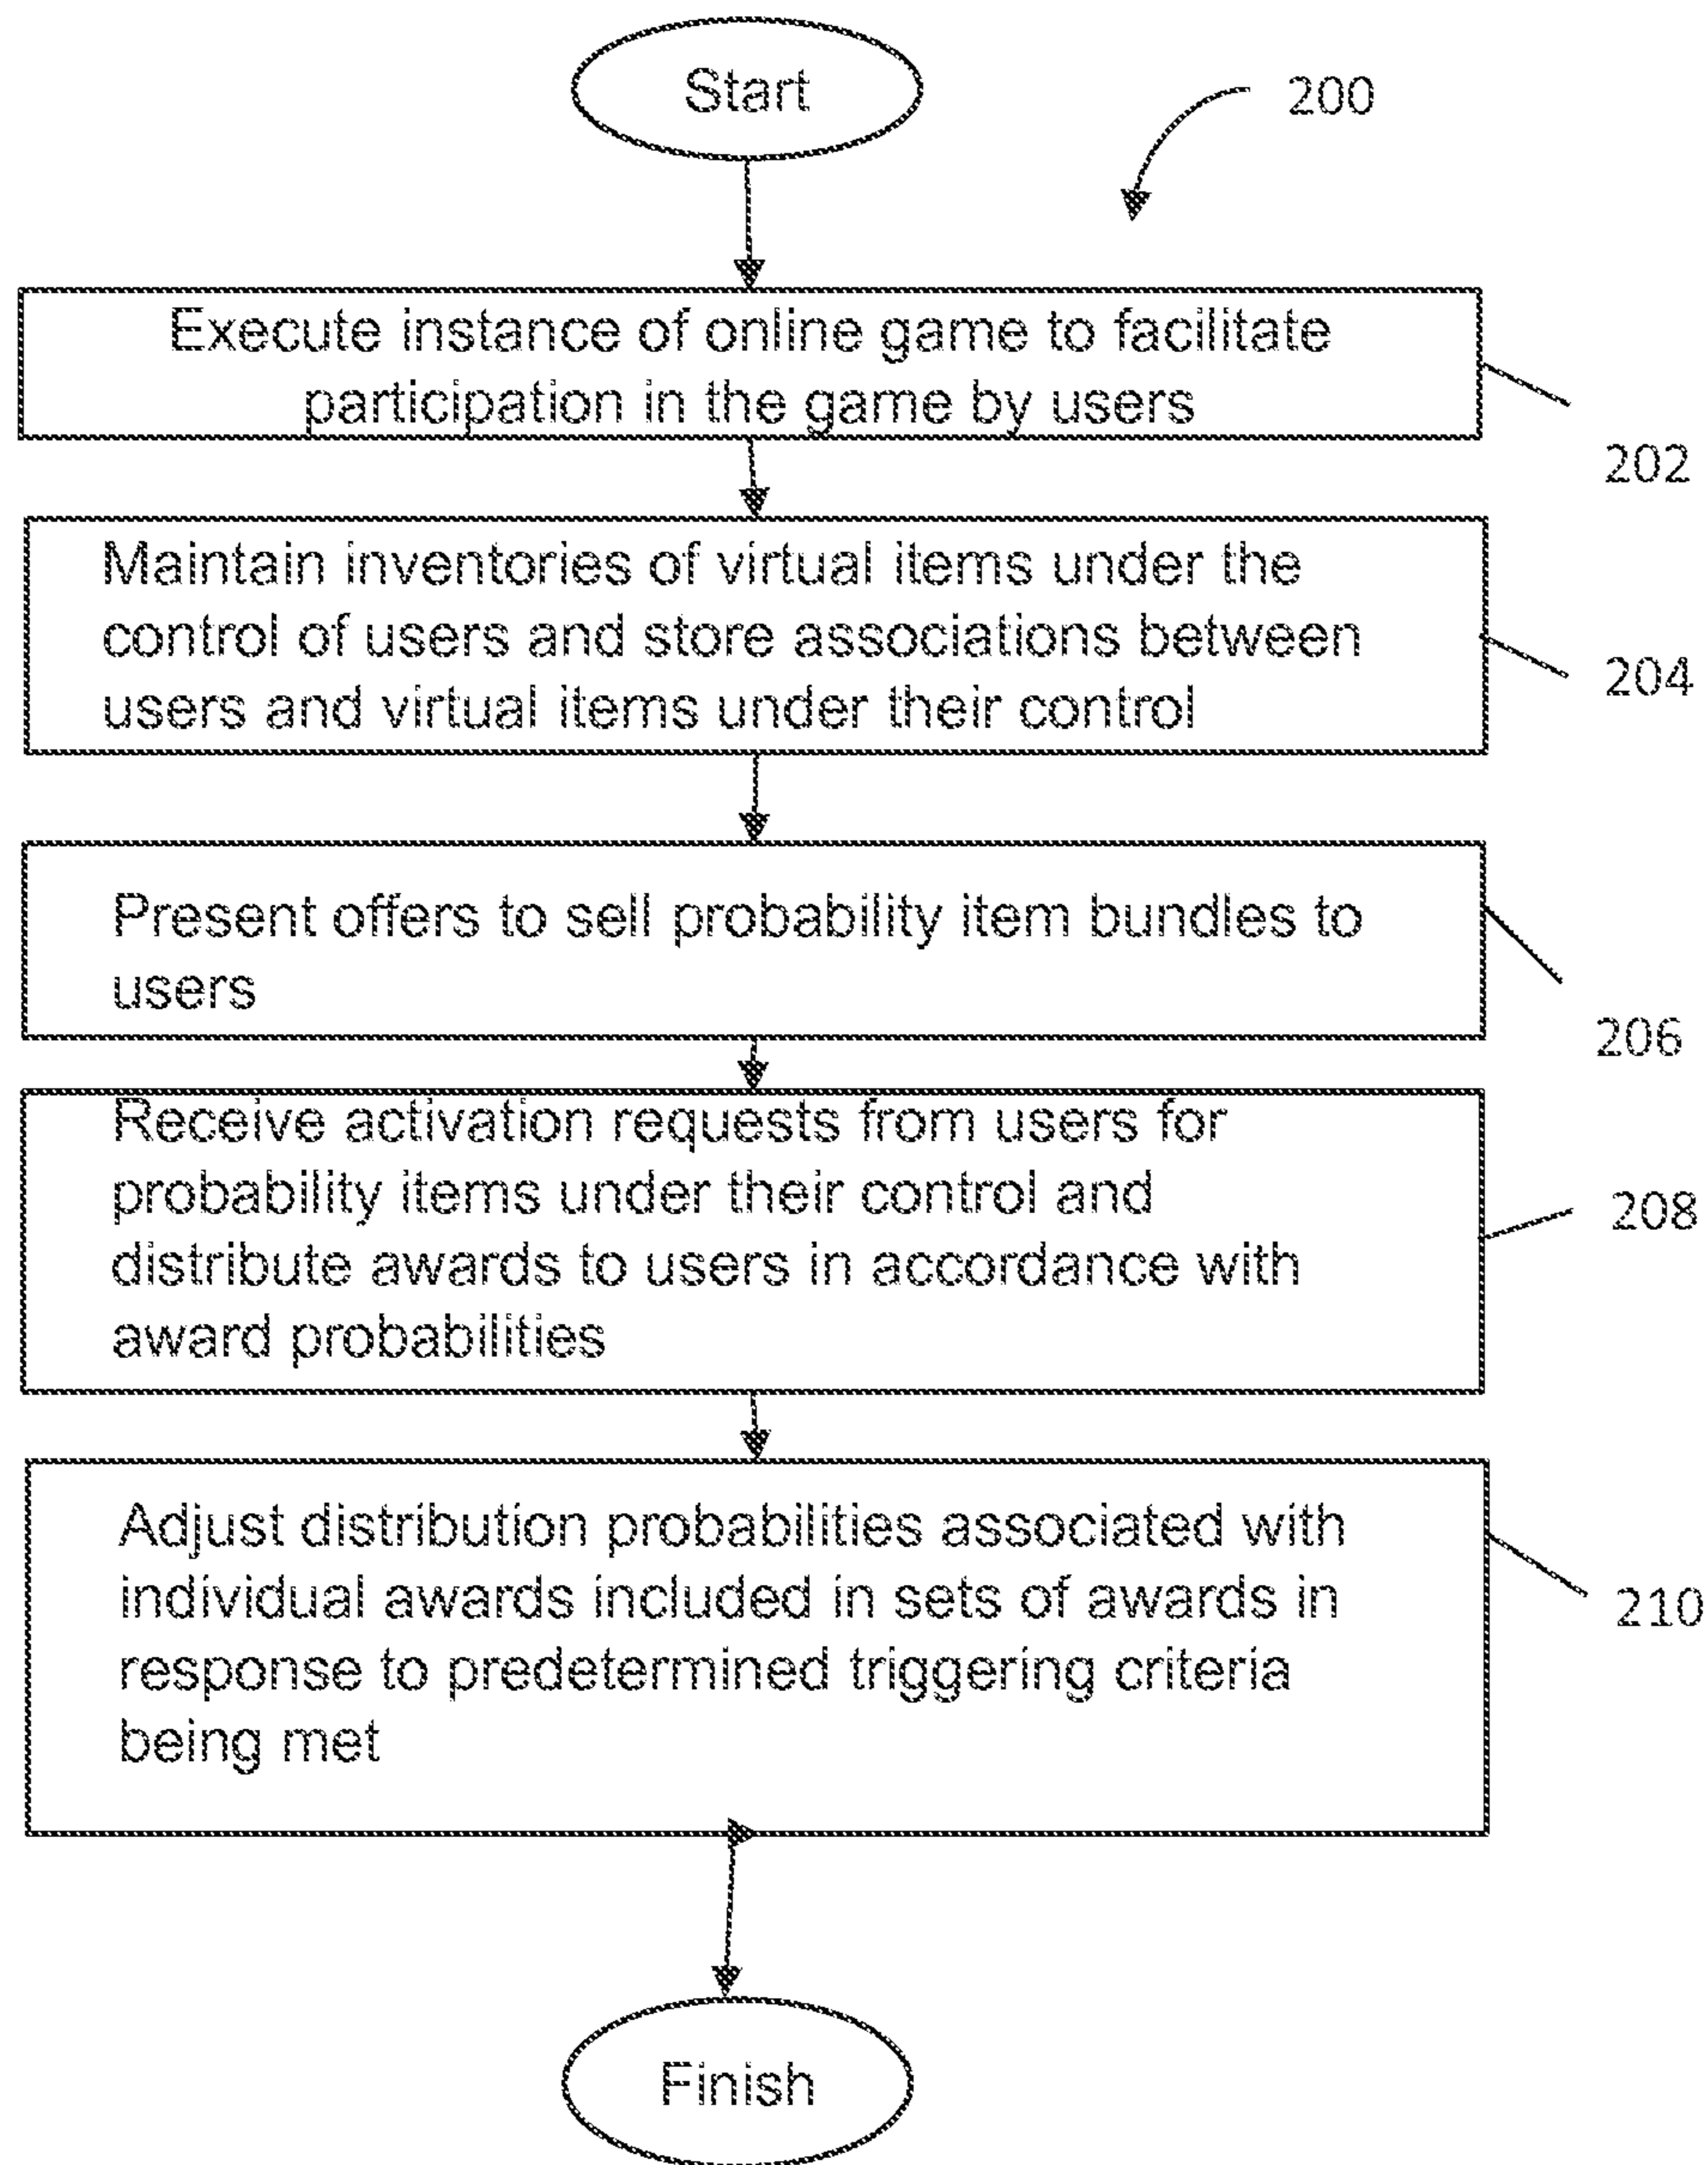 Start
200
Execute instance of online game to facilitate
participation in the game by users
202
Maintain inventories of virtual items under the
control of users and store associations between
users and virtual items under their control
204
Present offers to sell probability item bundles to
users
206
Receive activation requests from users for
probability items under their control and
distribute awards to users in accordance with
award probabilities
208
Adjust distribution probabilities associated with
individual awards included in sets of awards in
response to predetermined triggering criteria
being met
210
Finish